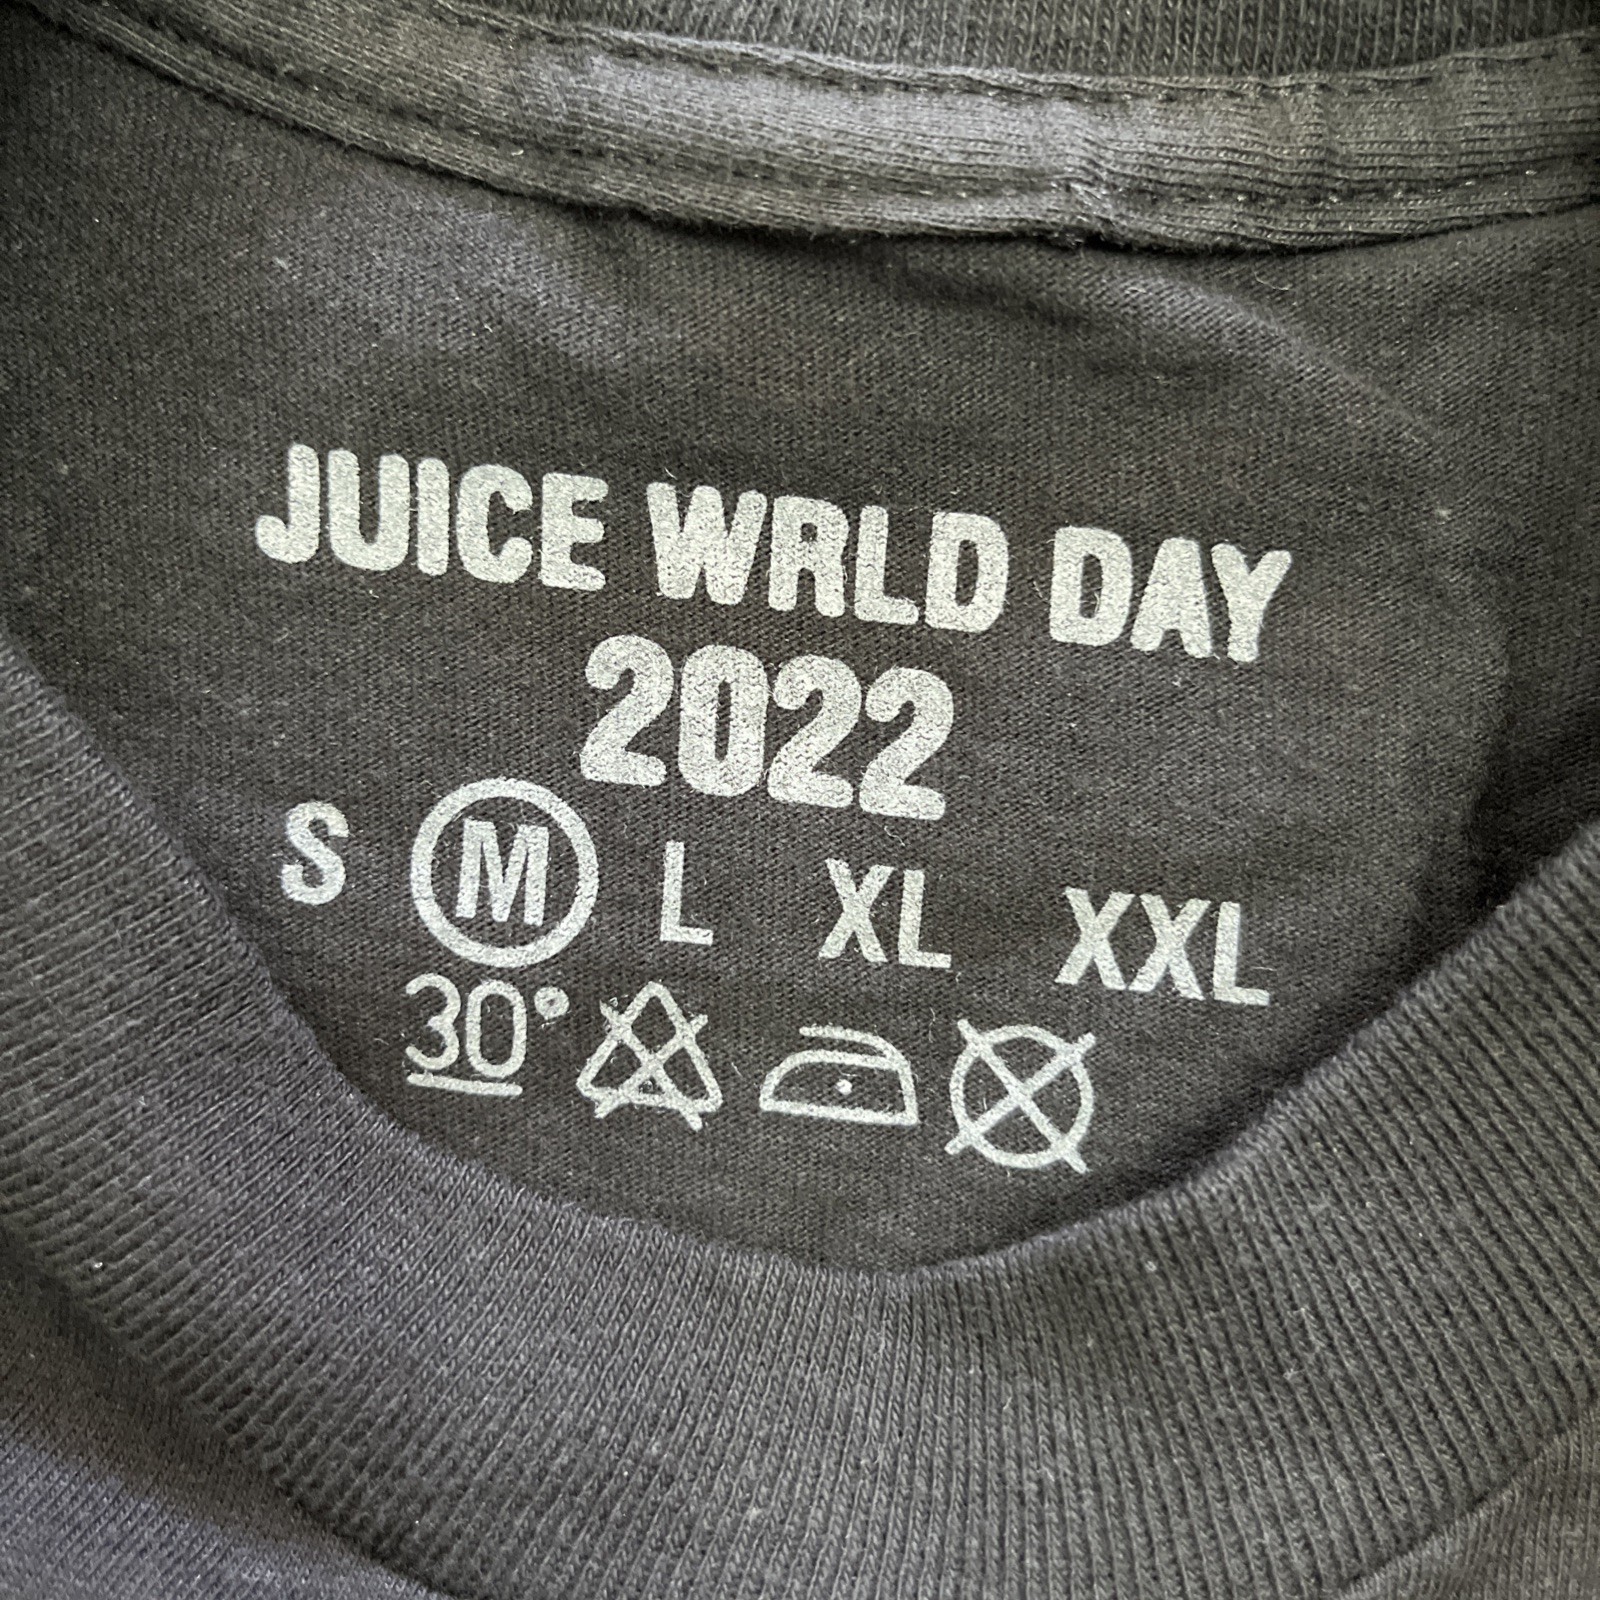 JUICE WRLD DAY
2022
S M L XL XXL
30°